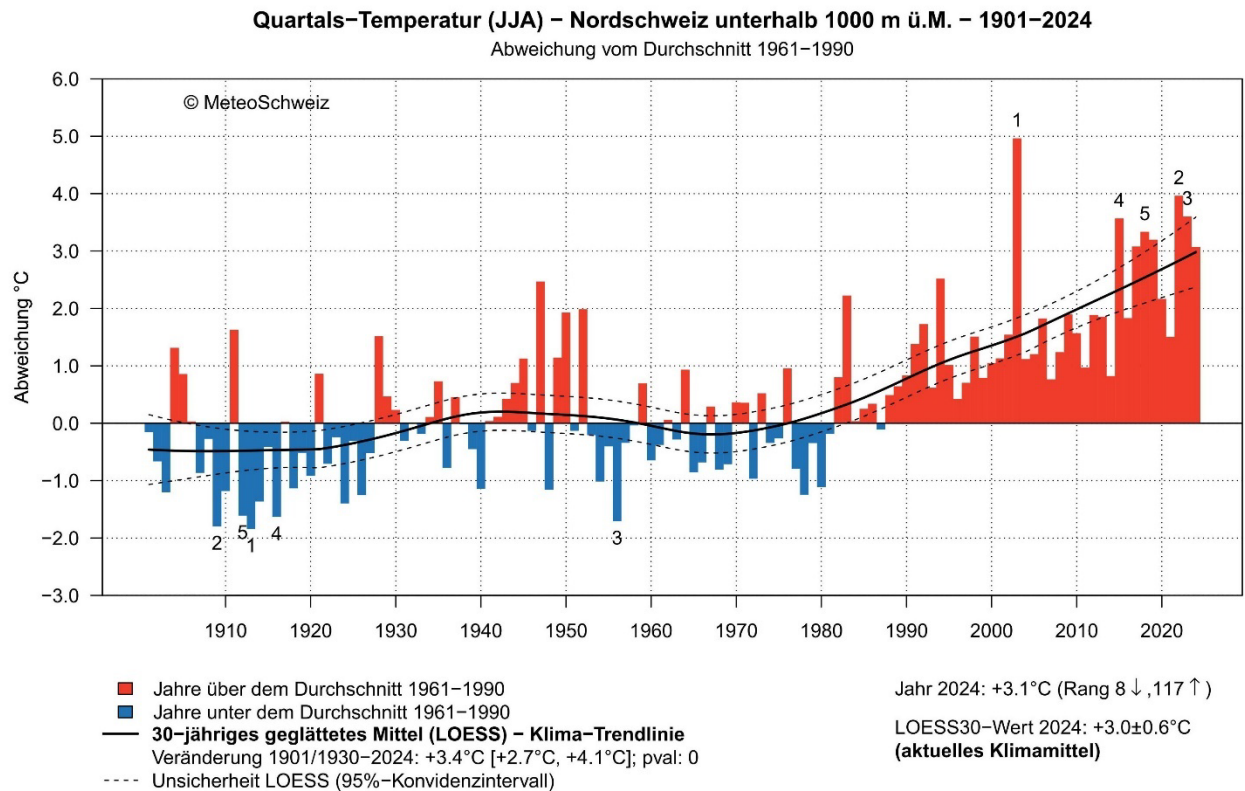 Quartals−Temperatur (JJA) − Nordschweiz unterhalb 1000 m ü.M. − 1901−2024
Abweichung vom Durchschnitt 1961−1990
© MeteoSchweiz
Abweichung °C
6.0
5.0
4.0
3.0
2.0
1.0
0.0
−1.0
−2.0
−3.0
1
2
3
4
5
2
5
1
4
3
1910 1920 1930 1940 1950 1960 1970 1980 1990 2000 2010 2020
Jahre über dem Durchschnitt 1961−1990
Jahre unter dem Durchschnitt 1961−1990
30−jähriges geglättetes Mittel (LOESS) − Klima−Trendlinie
Veränderung 1901/1930−2024: +3.4°C [+2.7°C, +4.1°C]; pval: 0
Unsicherheit LOESS (95%−Konvidenzintervall)
Jahr 2024: +3.1°C (Rang 8 ↓ ,117 ↑ )
LOESS30−Wert 2024: +3.0±0.6°C
(aktuelles Klimamittel)